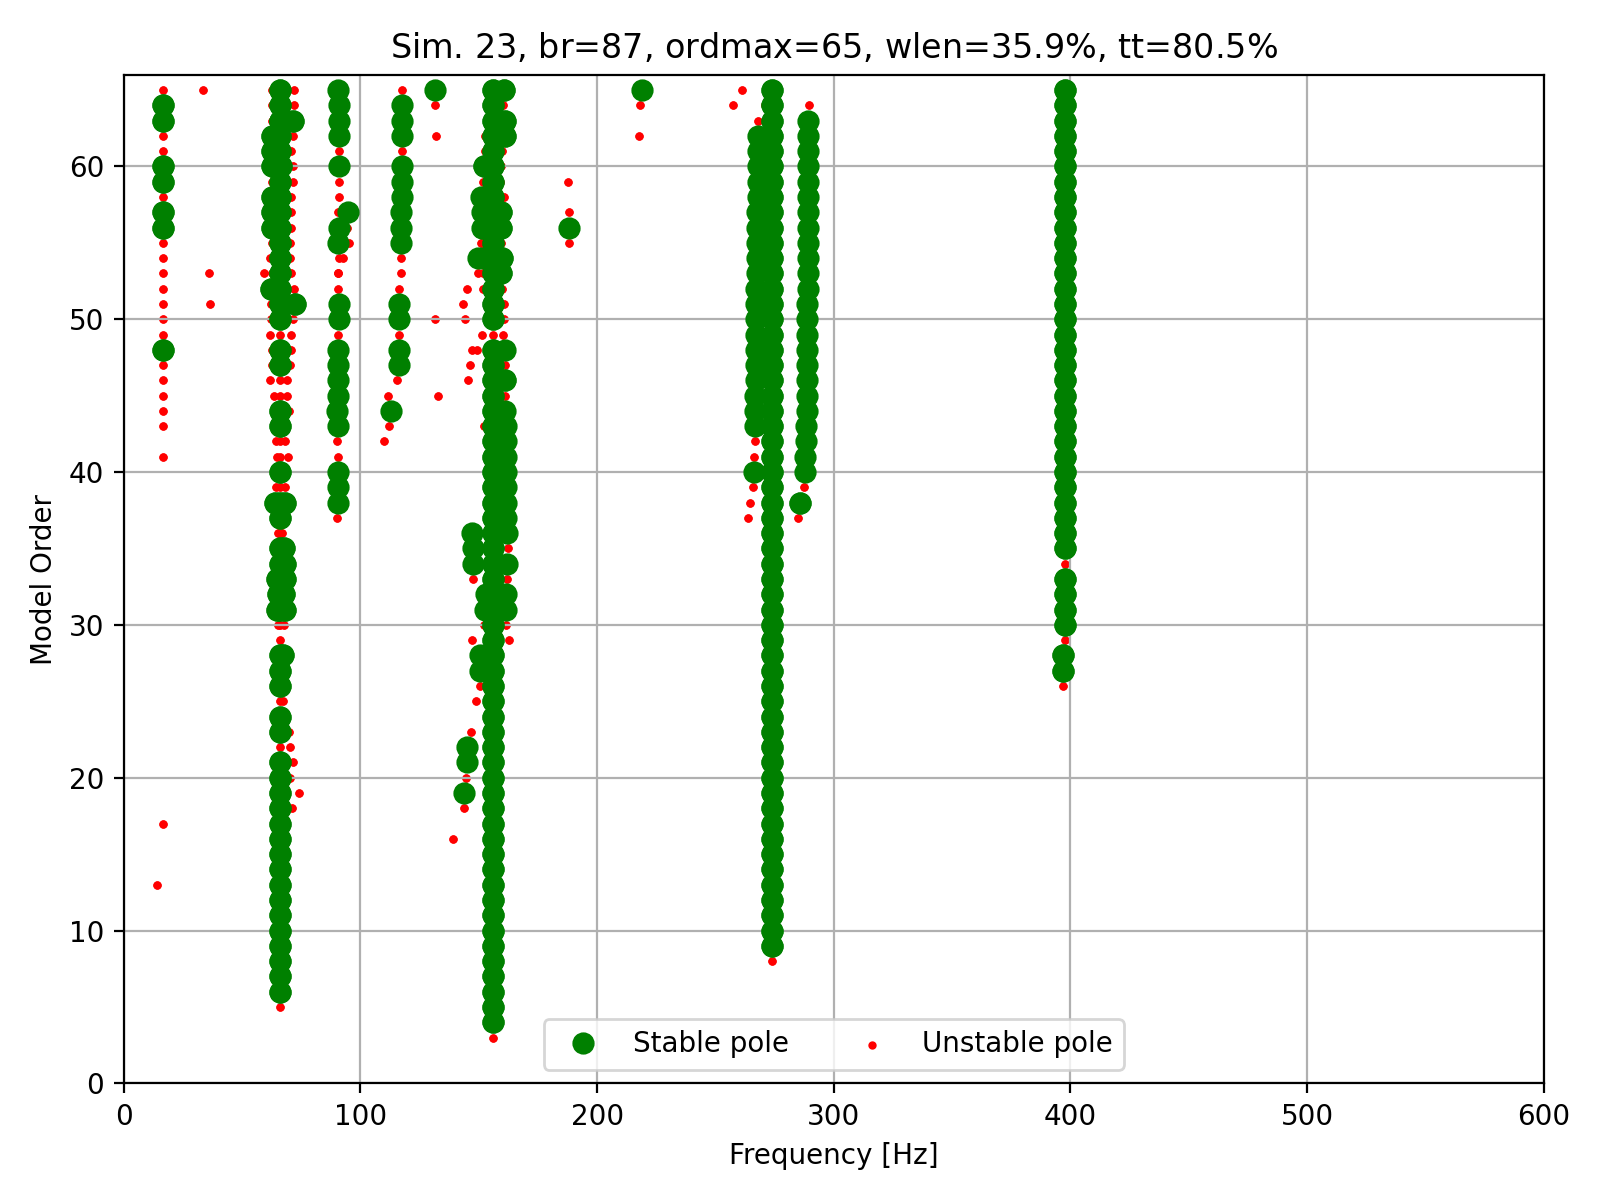 Sim. 23, br=87, ordmax=65, wlen=35.9%, tt=80.5%
60
50
40
30
20
10
0
Model Order
Stable pole
Unstable pole
0 100 200 300 400 500 600
Frequency [Hz]